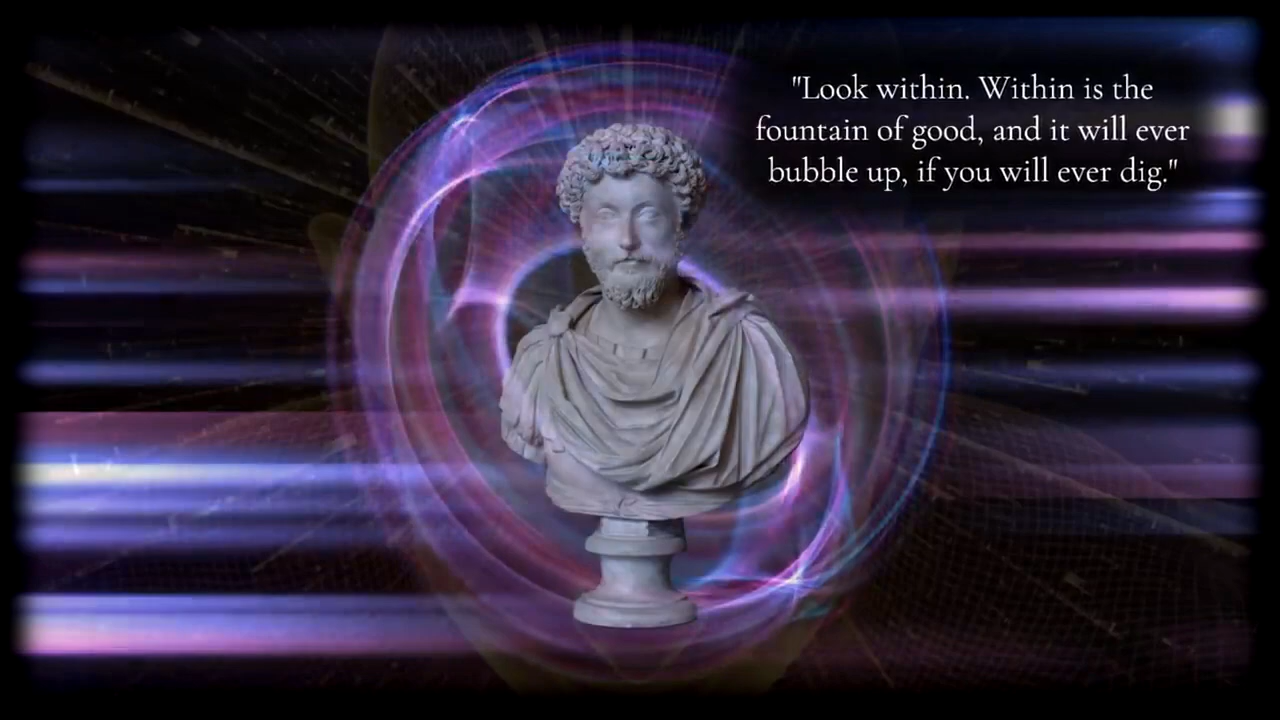 "Look within. Within is the
fountain of good, and it will ever
bubble up, if you will ever dig."